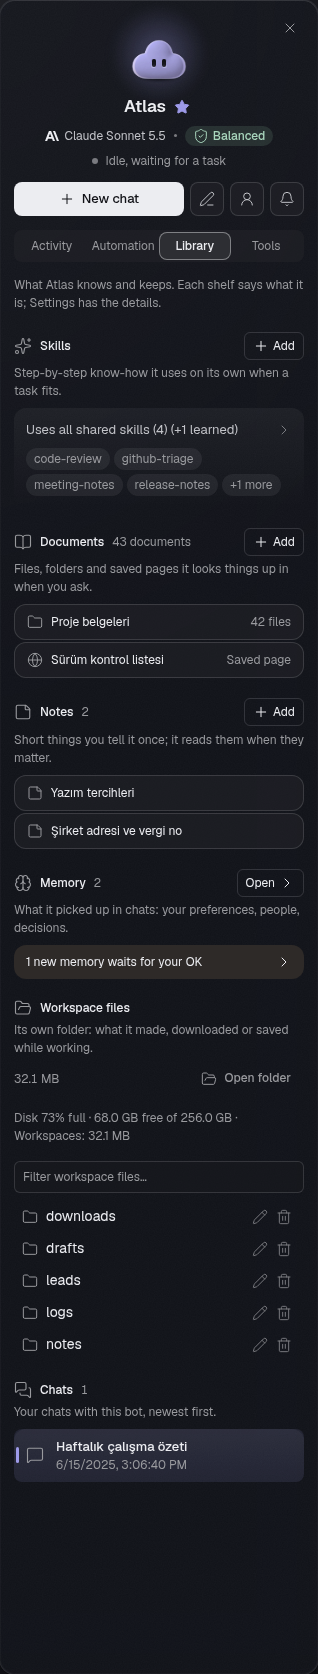 Atlas
Claude Sonnet 5.5 • Balanced
Idle, waiting for a task
New chat
Activity Automation Library Tools
What Atlas knows and keeps. Each shelf says what it
is; Settings has the details.
Skills
Add
Step-by-step know-how it uses on its own when a
task fits.
Uses all shared skills (4) (+1 learned)
code-review github-triage
meeting-notes release-notes +1 more
Documents 43 documents
Add
Files, folders and saved pages it looks things up in
when you ask.
Proje belgeleri 42 files
Sürüm kontrol listesi Saved page
Notes 2
Add
Short things you tell it once; it reads them when they
matter.
Yazım tercihleri
Şirket adresi ve vergi no
Memory 2
Open
What it picked up in chats: your preferences, people,
decisions.
1 new memory waits for your OK
Workspace files
Its own folder: what it made, downloaded or saved
while working.
32.1 MB Open folder
Disk 73% full · 68.0 GB free of 256.0 GB ·
Workspaces: 32.1 MB
Filter workspace files…
downloads
drafts
leads
logs
notes
Chats 1
Your chats with this bot, newest first.
Haftalık çalışma özeti
6/15/2025, 3:06:40 PM